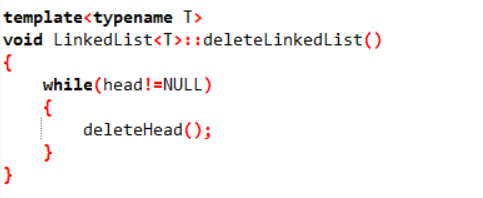 template<typename T>
void LinkedList<T>::deleteLinkedList()
{
    while(head!=NULL)
    {
        deleteHead();
    }
}